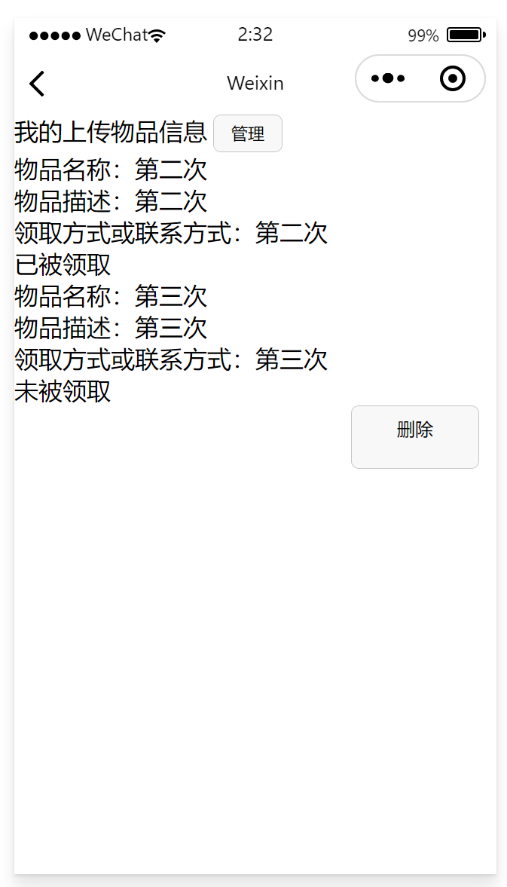 WeChat 2:32 99%
Weixin
我的上传物品信息 管理
物品名称：第二次
物品描述：第二次
领取方式或联系方式：第二次
已被领取
物品名称：第三次
物品描述：第三次
领取方式或联系方式：第三次
未被领取
删除